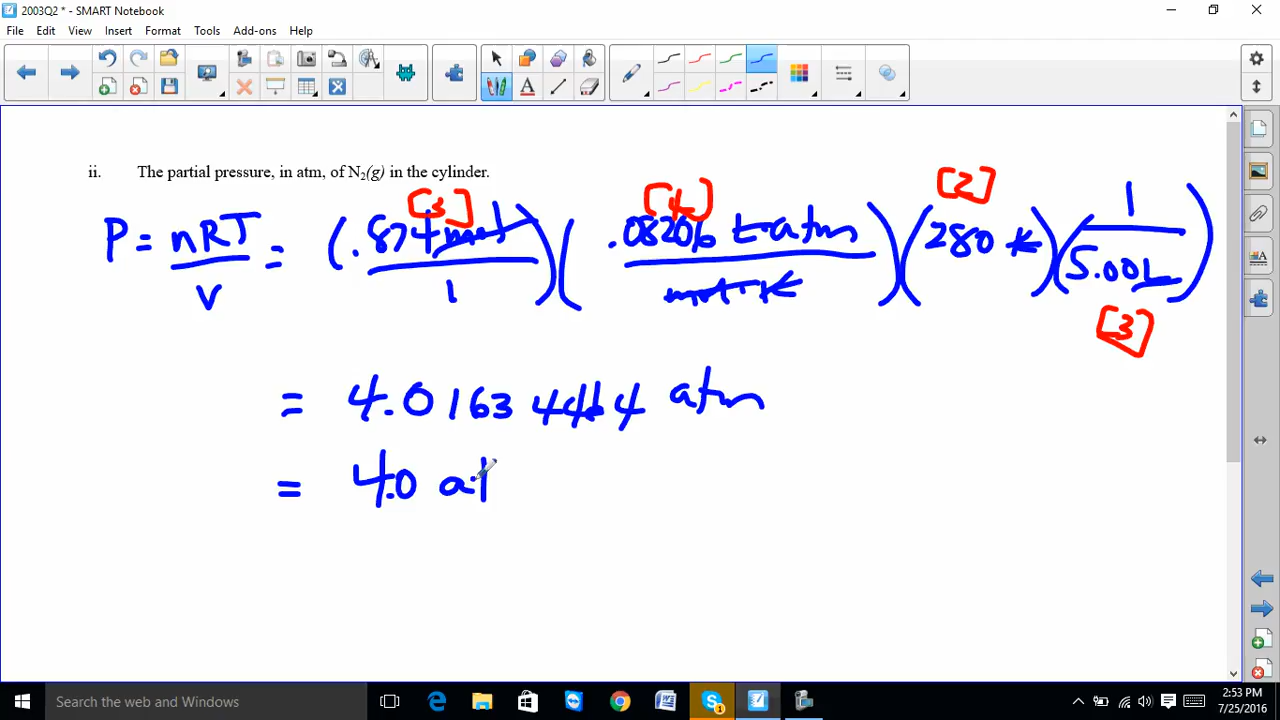 2003Q2 * - SMART Notebook
File Edit View Insert Format Tools Add-ons Help
ii. The partial pressure, in atm, of N2(g) in the cylinder.
[3] [4] [2]
P = nRT/V = (.874 mol/1)(.08206 L·atm/mol·K)(280 K)(1/5.00L)
[3]
= 4.016344464 atm
= 4.0 at
Search the web and Windows
2:53 PM
7/25/2016